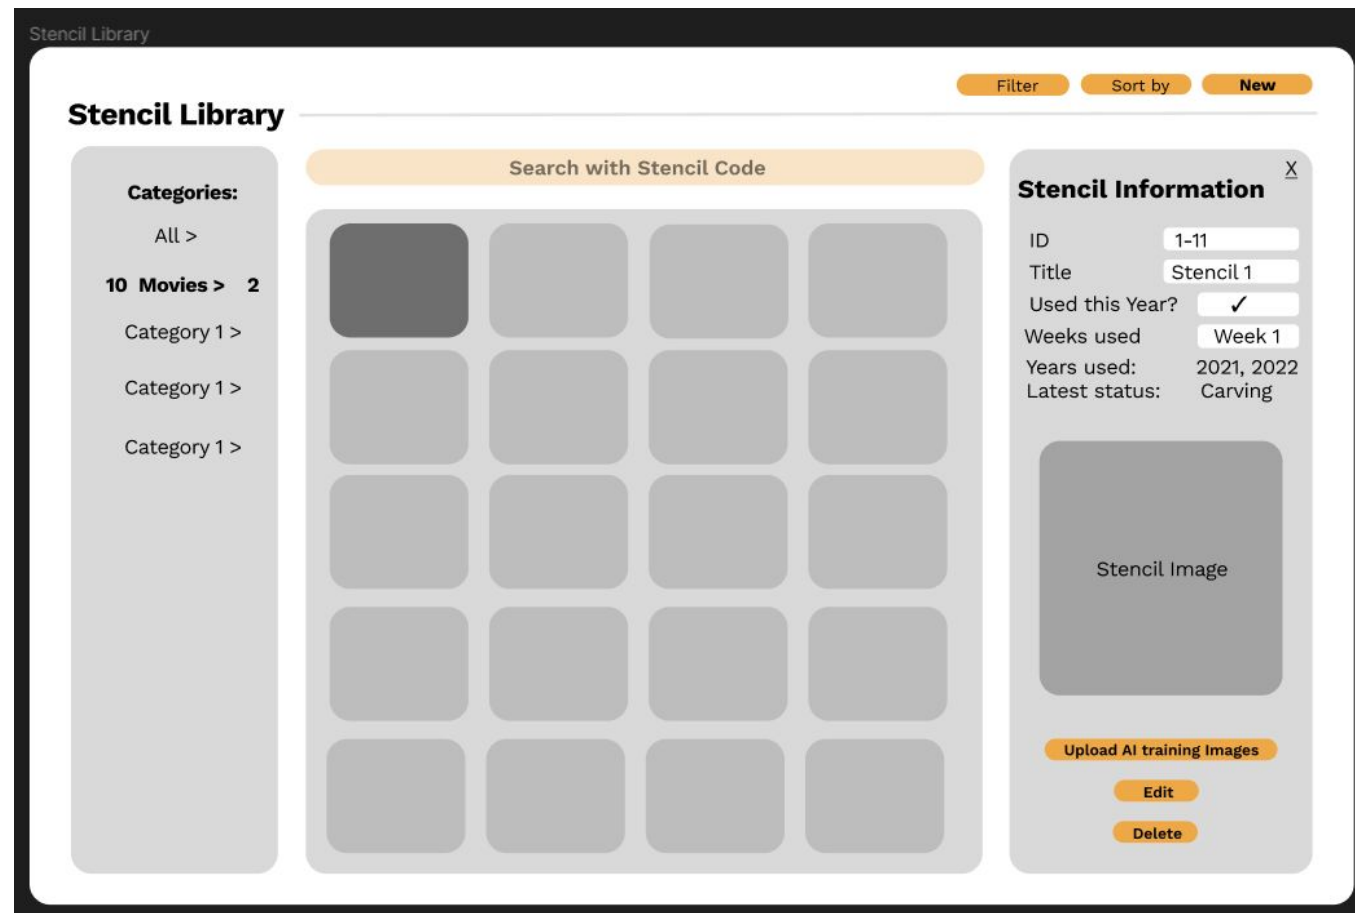 Stencil Library
Filter
Sort by
New
Stencil Library
Categories:
All >
10 Movies > 2
Category 1 >
Category 1 >
Category 1 >
Search with Stencil Code
X
Stencil Information
ID 1-11
Title Stencil 1
Used this Year? ✓
Weeks used Week 1
Years used: 2021, 2022
Latest status: Carving
Stencil Image
Upload AI training Images
Edit
Delete